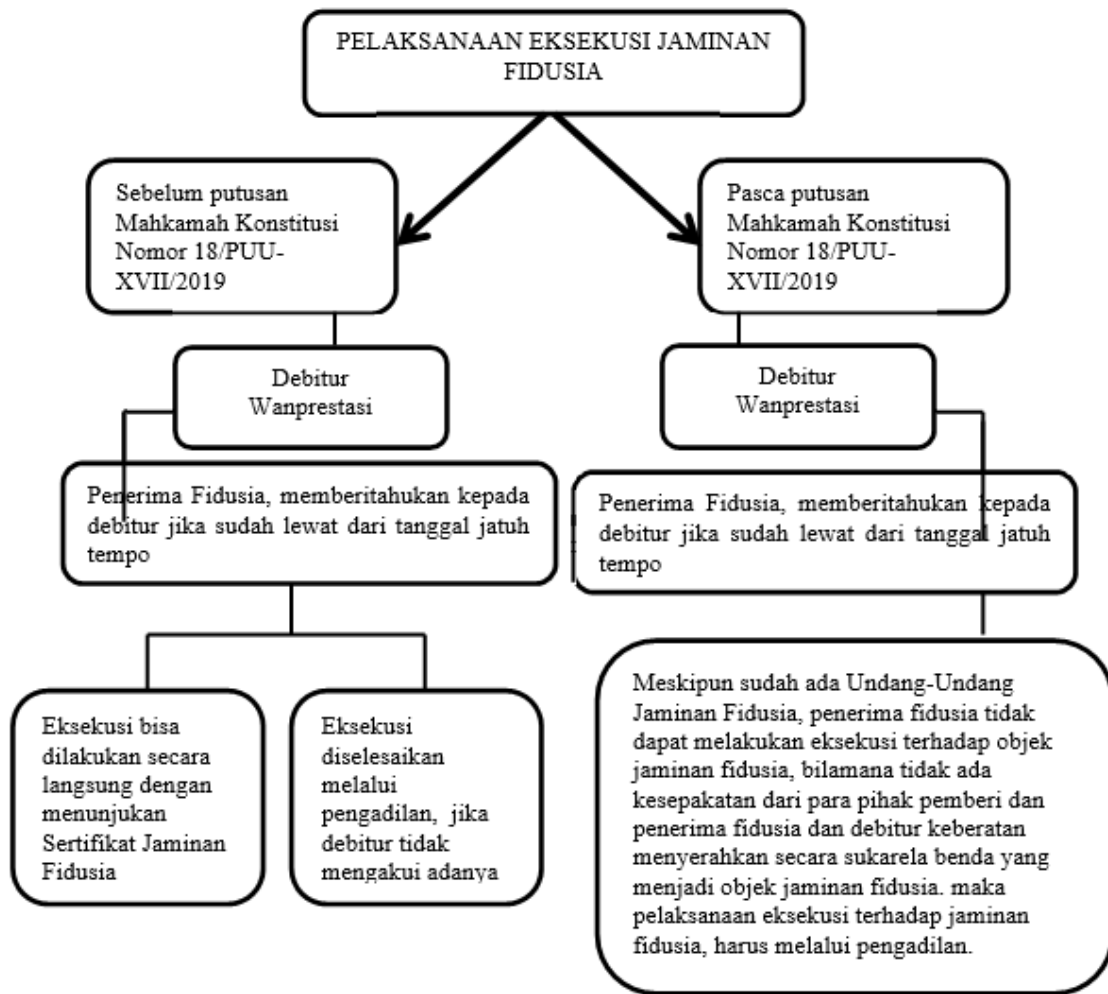 PELAKSANAAN EKSEKUSI JAMINAN
FIDUSIA
Sebelum putusan
Mahkamah Konstitusi
Nomor 18/PUU-
XVII/2019
Pasca putusan
Mahkamah Konstitusi
Nomor 18/PUU-
XVII/2019
Debitur
Wanprestasi
Debitur
Wanprestasi
Penerima Fidusia, memberitahukan kepada
debitur jika sudah lewat dari tanggal jatuh
tempo
Penerima Fidusia, memberitahukan kepada
debitur jika sudah lewat dari tanggal jatuh
tempo
Eksekusi bisa
dilakukan secara
langsung dengan
menunjukan
Sertifikat Jaminan
Fidusia
Eksekusi
diselesaikan
melalui
pengadilan, jika
debitur tidak
mengakui adanya
Meskipun sudah ada Undang-Undang
Jaminan Fidusia, penerima fidusia tidak
dapat melakukan eksekusi terhadap objek
jaminan fidusia, bilamana tidak ada
kesepakatan dari para pihak pemberi dan
penerima fidusia dan debitur keberatan
menyerahkan secara sukarela benda yang
menjadi objek jaminan fidusia. maka
pelaksanaan eksekusi terhadap jaminan
fidusia, harus melalui pengadilan.